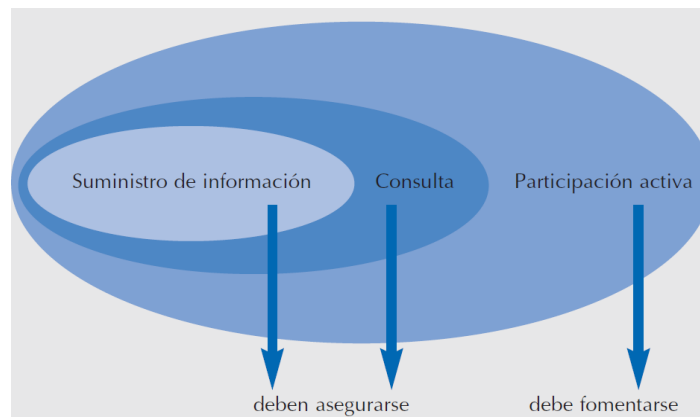 Suministro de información
Consulta
Participación activa
deben asegurarse
debe fomentarse